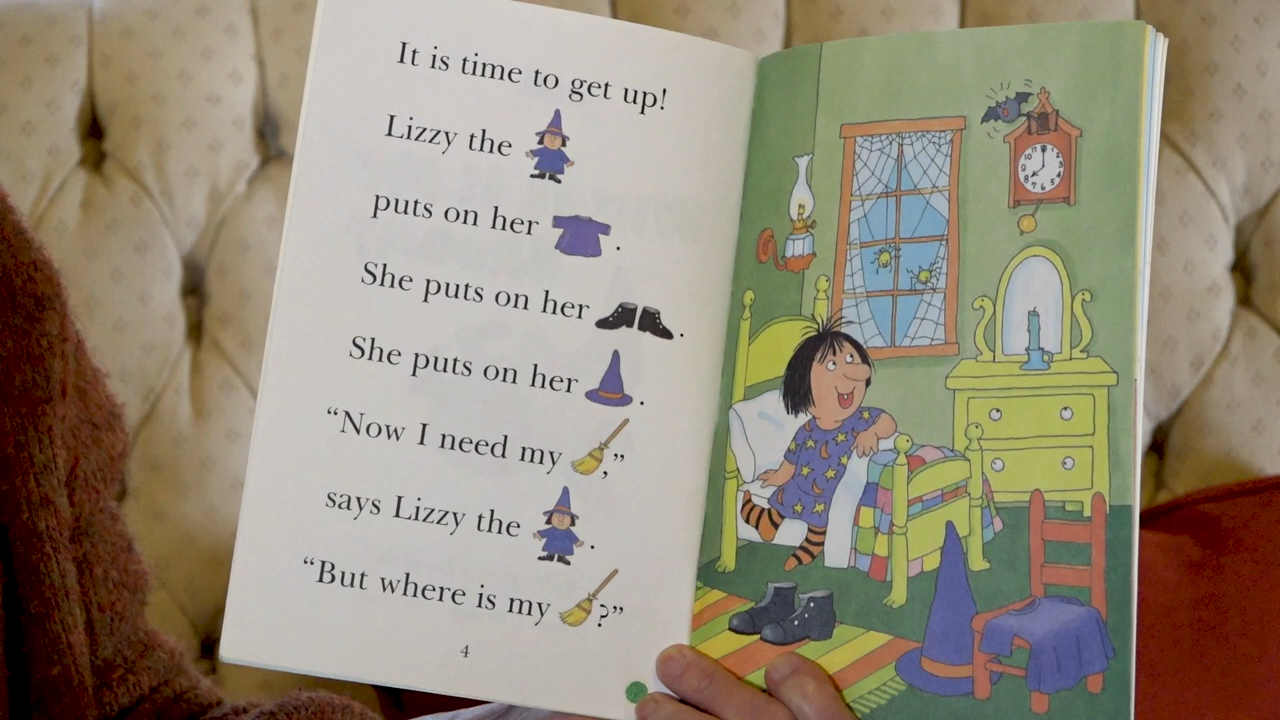 It is time to get up!
Lizzy the
puts on her .
She puts on her .
She puts on her .
“Now I need my ,”
says Lizzy the .
“But where is my ?”
4